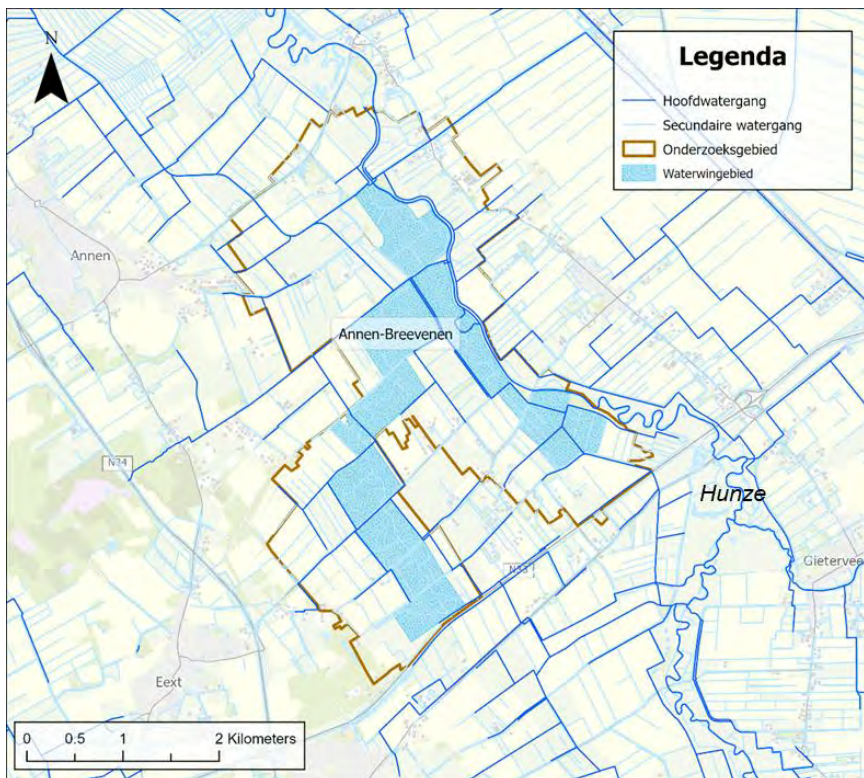 N
Legenda
Hoofdwatergang
Secundaire watergang
Onderzoeksgebied
Waterwingebied
Annen
Annen-Breevenen
N34
Hunze
N33
Gietervee
Eext
0 0.5 1 2 Kilometers